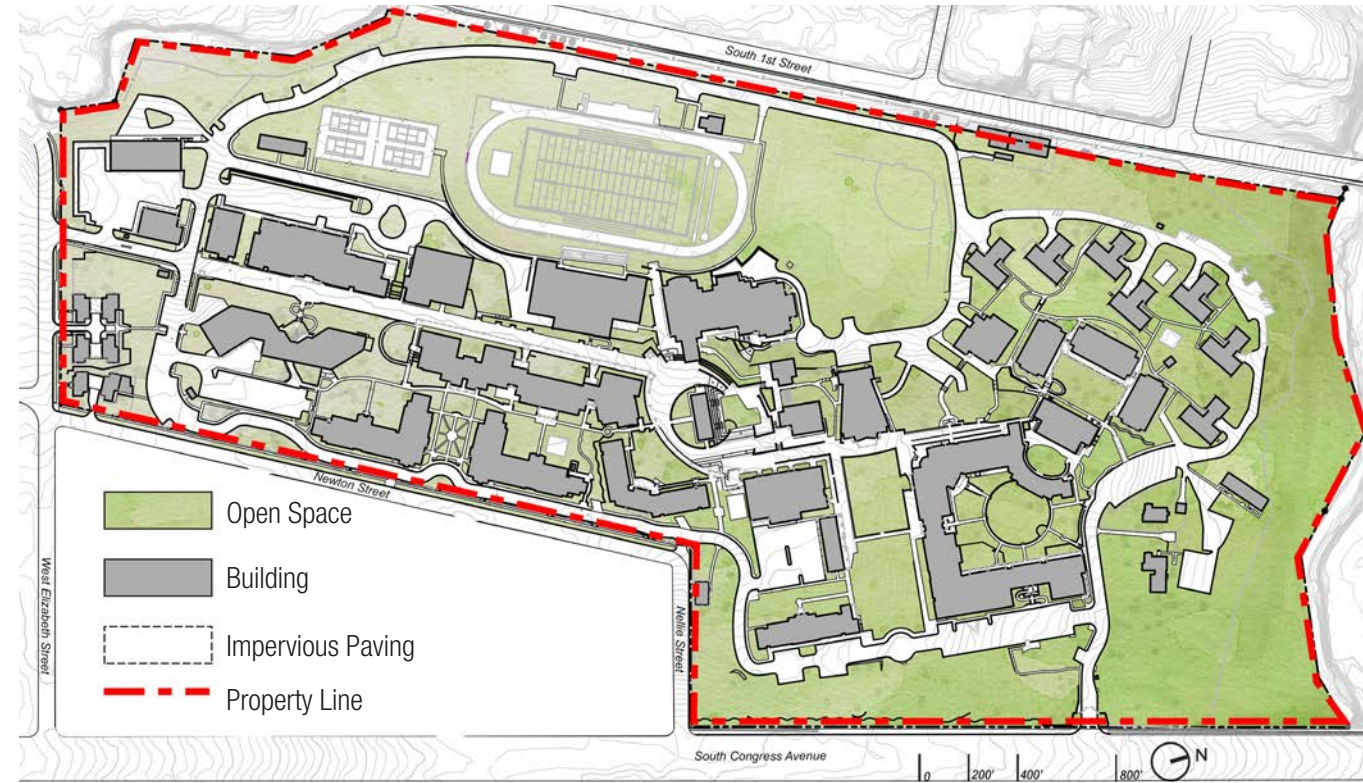 South 1st Street
Newton Street
Open Space
Building
Impervious Paving
Property Line
West Elizabeth Street
Nellie Street
South Congress Avenue
0 200' 400' 800'
N